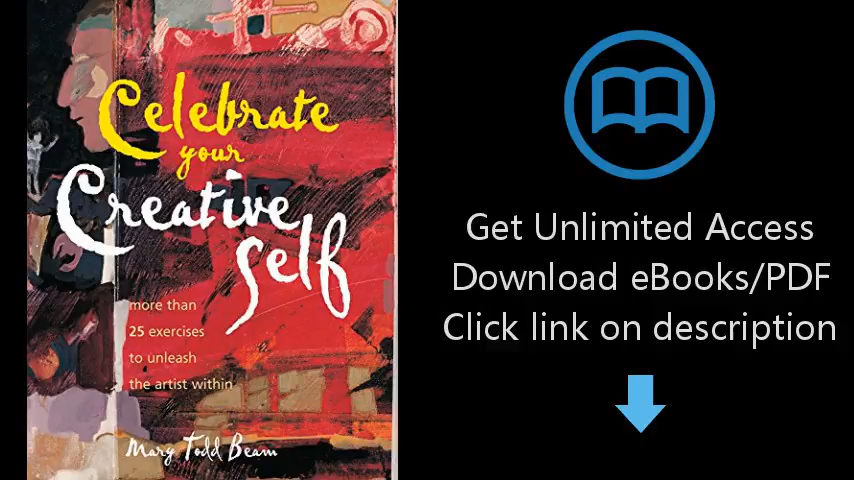 Celebrate
your
Creative
Self
more than
25 exercises
to unleash
the artist within
Mary Todd Beam
Get Unlimited Access
Download eBooks/PDF
Click link on description